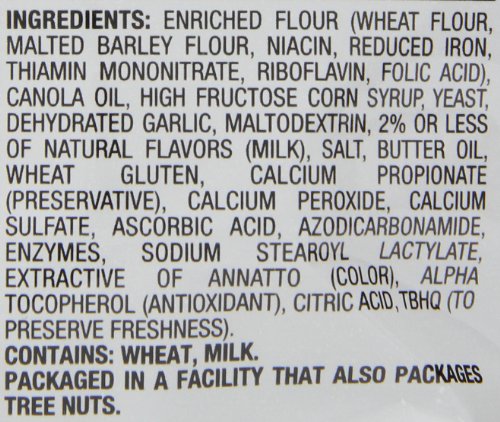 INGREDIENTS: ENRICHED FLOUR (WHEAT FLOUR,
MALTED BARLEY FLOUR, NIACIN, REDUCED IRON,
THIAMIN MONONITRATE, RIBOFLAVIN, FOLIC ACID),
CANOLA OIL, HIGH FRUCTOSE CORN SYRUP, YEAST,
DEHYDRATED GARLIC, MALTODEXTRIN, 2% OR LESS
OF NATURAL FLAVORS (MILK), SALT, BUTTER OIL,
WHEAT GLUTEN, CALCIUM PROPIONATE
(PRESERVATIVE), CALCIUM PEROXIDE, CALCIUM
SULFATE, ASCORBIC ACID, AZODICARBONAMIDE,
ENZYMES, SODIUM STEAROYL LACTYLATE,
EXTRACTIVE OF ANNATTO (COLOR), ALPHA
TOCOPHEROL (ANTIOXIDANT), CITRIC ACID, TBHQ (TO
PRESERVE FRESHNESS).
CONTAINS: WHEAT, MILK.
PACKAGED IN A FACILITY THAT ALSO PACKAGES
TREE NUTS.